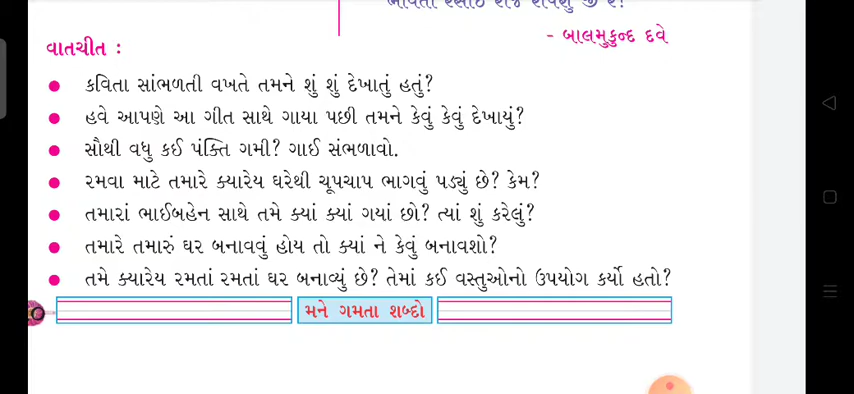 - બાલમુકુન્દ દવે
વાતચીત :
● કવિતા સાંભળતી વખતે તમને શું શું દેખાતું હતું?
● હવે આપણે આ ગીત સાથે ગાયા પછી તમને કેવું કેવું દેખાયું?
● સૌથી વધુ કઈ પંક્તિ ગમી? ગાઈ સંભળાવો.
● રમવા માટે તમારે ક્યારેય ઘરેથી ચૂપચાપ ભાગવું પડ્યું છે? કેમ?
● તમારાં ભાઈબહેન સાથે તમે ક્યાં ક્યાં ગયાં છો? ત્યાં શું કરેલું?
● તમારે તમારું ઘર બનાવવું હોય તો ક્યાં ને કેવું બનાવશો?
● તમે ક્યારેય રમતાં રમતાં ઘર બનાવ્યું છે? તેમાં કઈ વસ્તુઓનો ઉપયોગ કર્યો હતો?
મને ગમતા શબ્દો